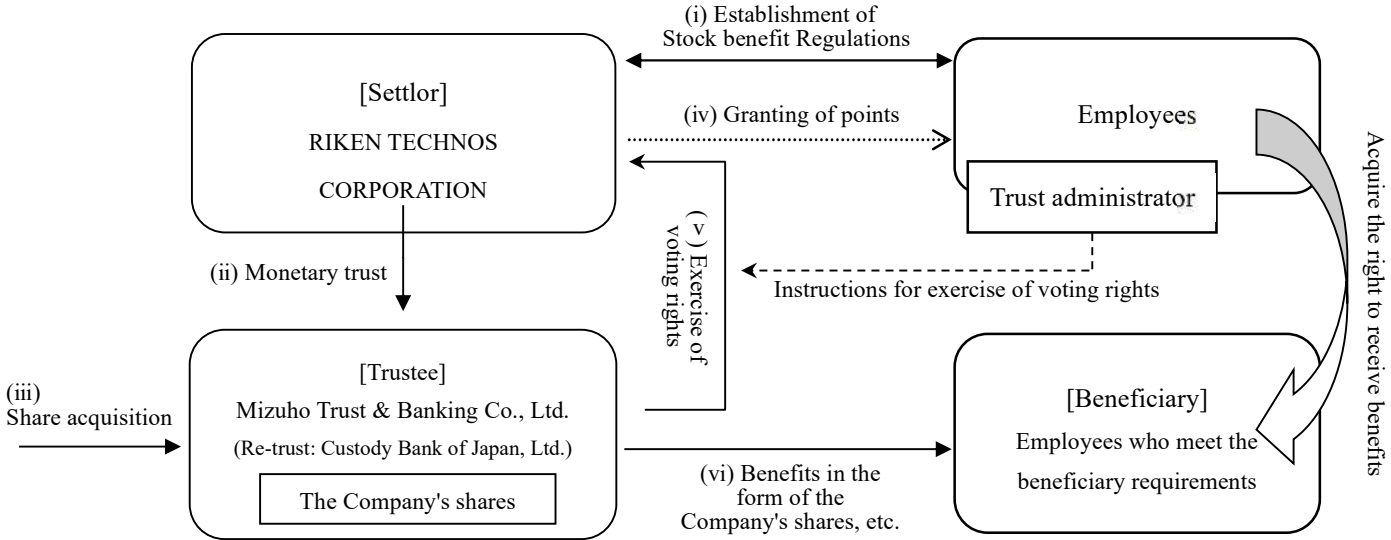 (i) Establishment of
Stock benefit Regulations
[Settlor]
RIKEN TECHNOS
CORPORATION
(iv) Granting of points
Employees
Trust administrator
Acquire the right to receive benefits
(ii) Monetary trust
(v) Exercise of
voting rights
Instructions for exercise of voting rights
(iii)
Share acquisition
[Trustee]
Mizuho Trust & Banking Co., Ltd.
(Re-trust: Custody Bank of Japan, Ltd.)
The Company's shares
(vi) Benefits in the
form of the
Company's shares, etc.
[Beneficiary]
Employees who meet the
beneficiary requirements